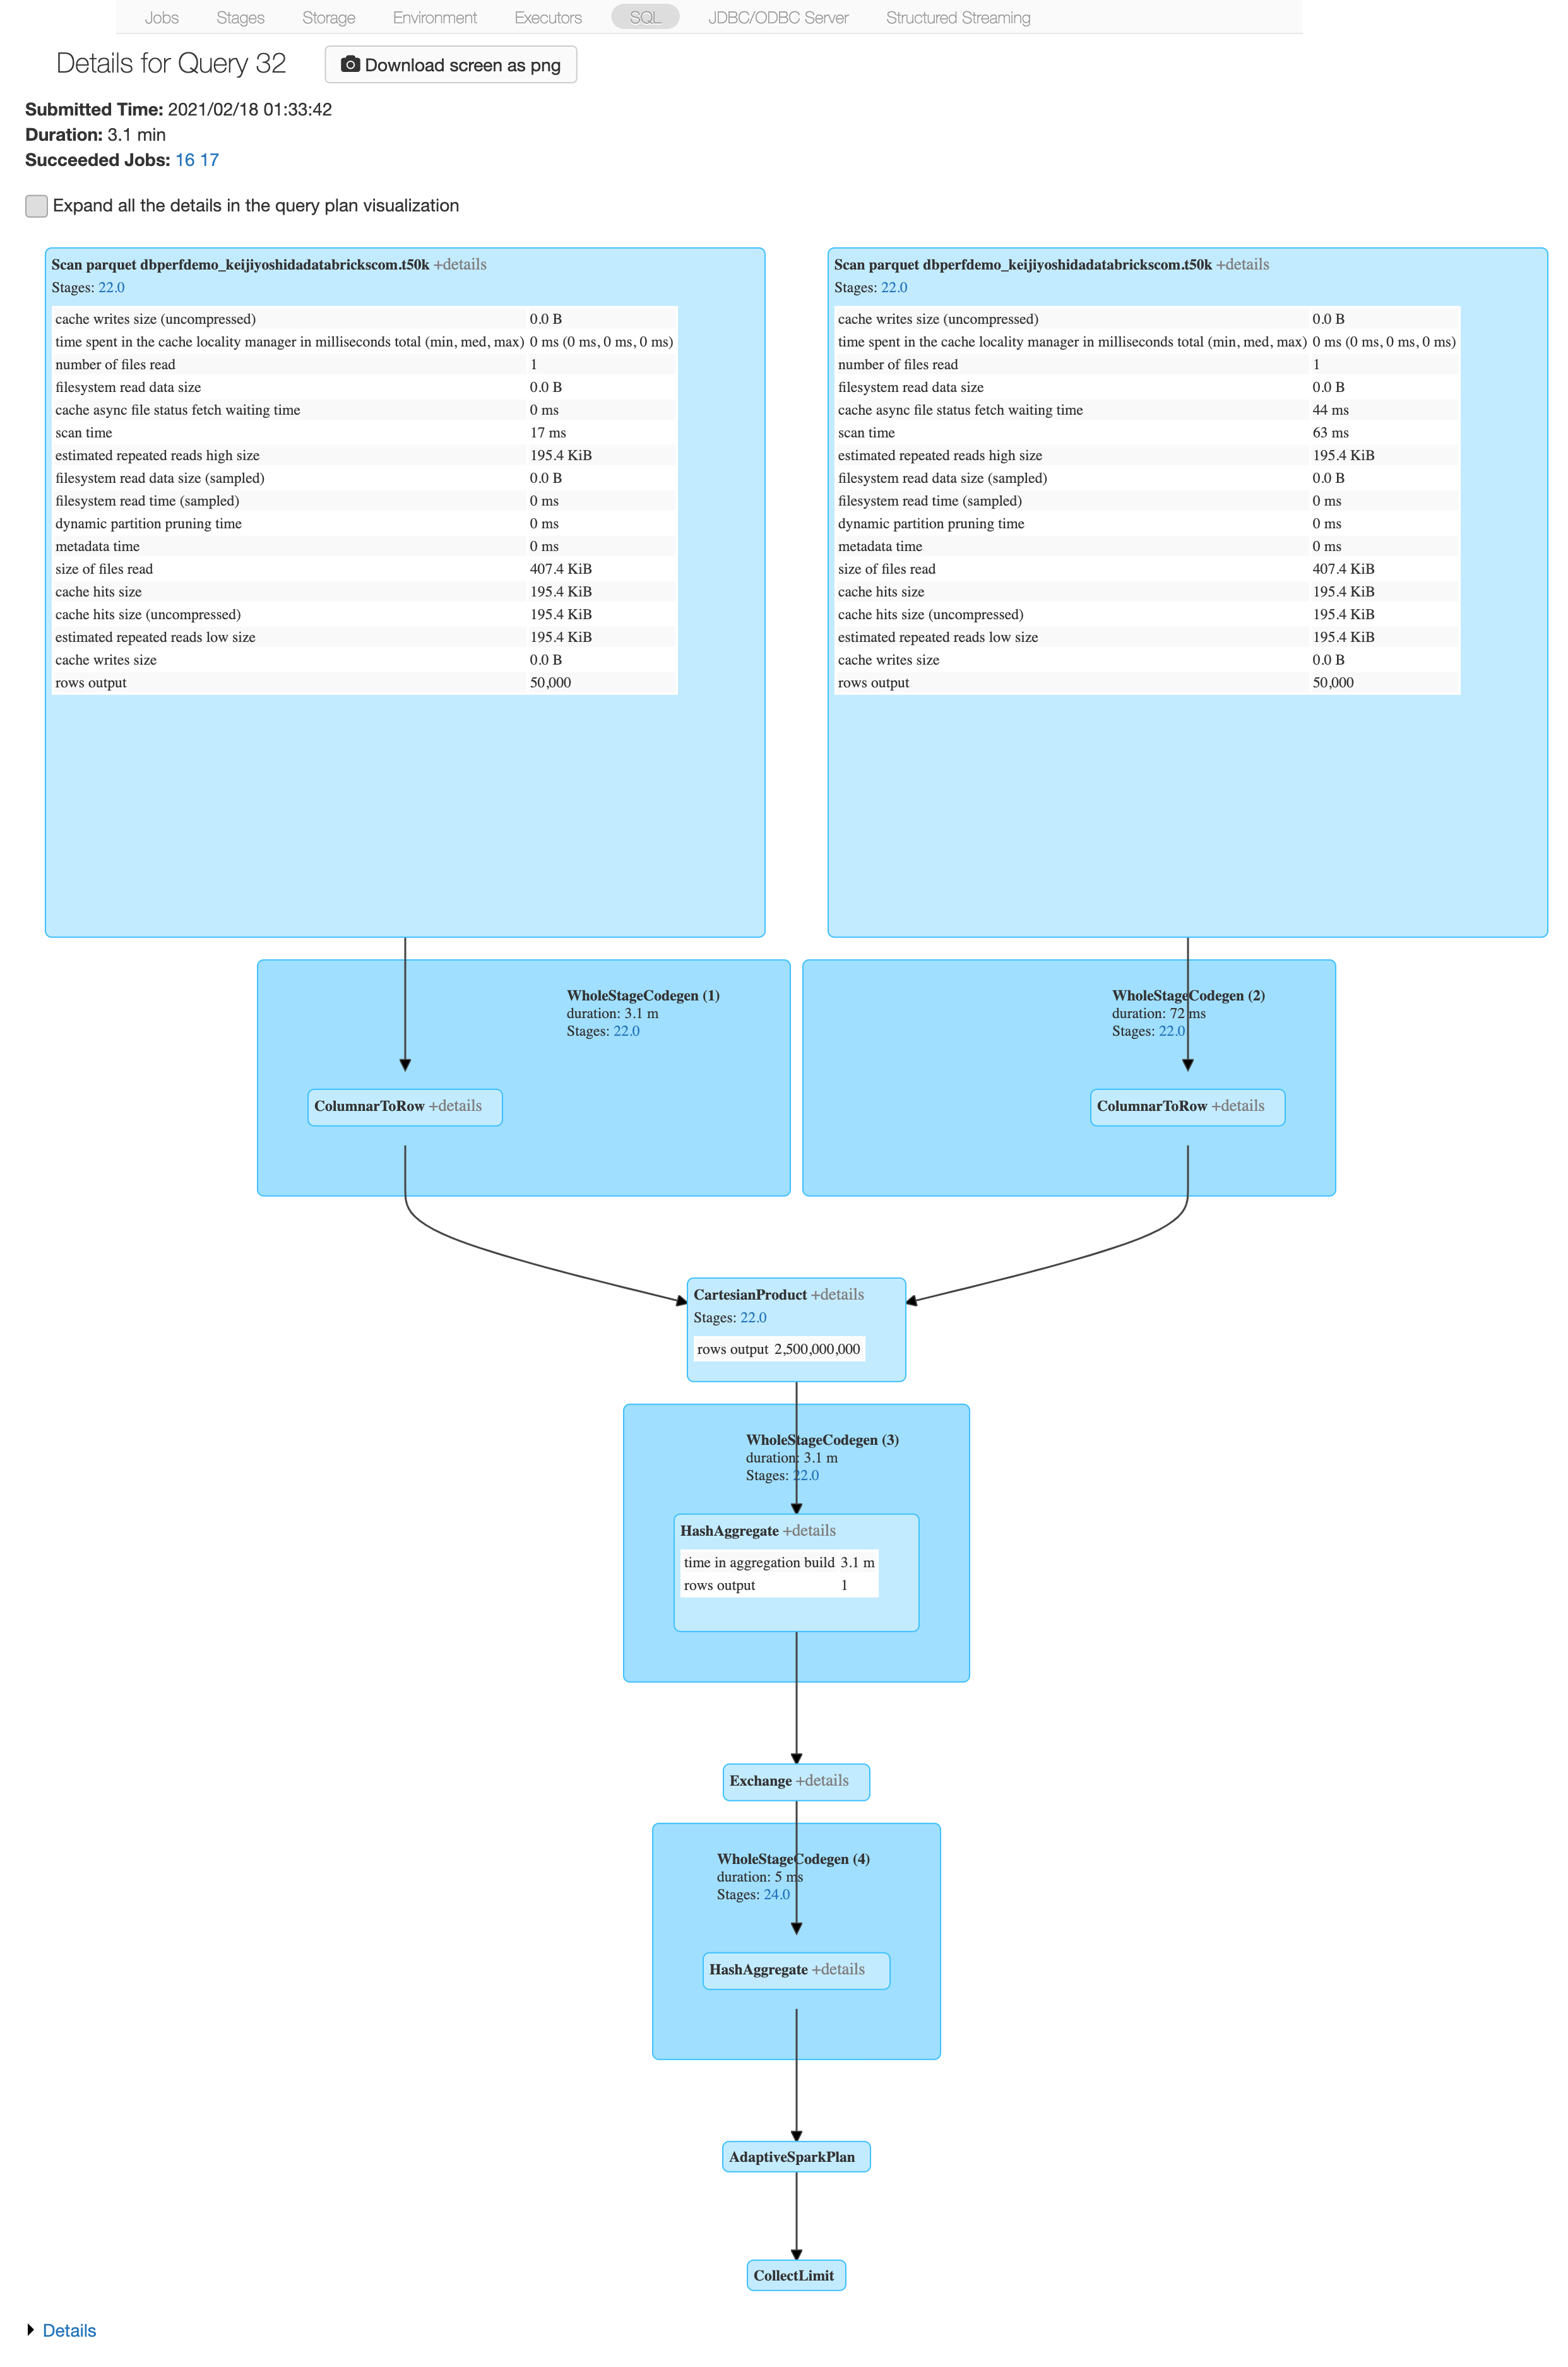 Jobs Stages Storage Environment Executors SQL JDBC/ODBC Server Structured Streaming
Details for Query 32
Download screen as png
Submitted Time: 2021/02/18 01:33:42
Duration: 3.1 min
Succeeded Jobs: 16 17
Expand all the details in the query plan visualization
Scan parquet dbperfdemo_keijiyoshidadatabrickscom.t50k +details
Stages: 22.0
cache writes size (uncompressed) 0.0 B
time spent in the cache locality manager in milliseconds total (min, med, max) 0 ms (0 ms, 0 ms, 0 ms)
number of files read 1
filesystem read data size 0.0 B
cache async file status fetch waiting time 0 ms
scan time 17 ms
estimated repeated reads high size 195.4 KiB
filesystem read data size (sampled) 0.0 B
filesystem read time (sampled) 0 ms
dynamic partition pruning time 0 ms
metadata time 0 ms
size of files read 407.4 KiB
cache hits size 195.4 KiB
cache hits size (uncompressed) 195.4 KiB
estimated repeated reads low size 195.4 KiB
cache writes size 0.0 B
rows output 50,000
Scan parquet dbperfdemo_keijiyoshidadatabrickscom.t50k +details
Stages: 22.0
cache writes size (uncompressed) 0.0 B
time spent in the cache locality manager in milliseconds total (min, med, max) 0 ms (0 ms, 0 ms, 0 ms)
number of files read 1
filesystem read data size 0.0 B
cache async file status fetch waiting time 44 ms
scan time 63 ms
estimated repeated reads high size 195.4 KiB
filesystem read data size (sampled) 0.0 B
filesystem read time (sampled) 0 ms
dynamic partition pruning time 0 ms
metadata time 0 ms
size of files read 407.4 KiB
cache hits size 195.4 KiB
cache hits size (uncompressed) 195.4 KiB
estimated repeated reads low size 195.4 KiB
cache writes size 0.0 B
rows output 50,000
WholeStageCodegen (1)
duration: 3.1 m
Stages: 22.0
ColumnarToRow +details
WholeStageCodegen (2)
duration: 72 ms
Stages: 22.0
ColumnarToRow +details
CartesianProduct +details
Stages: 22.0
rows output 2,500,000,000
WholeStageCodegen (3)
duration: 3.1 m
Stages: 22.0
HashAggregate +details
time in aggregation build 3.1 m
rows output 1
Exchange +details
WholeStageCodegen (4)
duration: 5 ms
Stages: 24.0
HashAggregate +details
AdaptiveSparkPlan
CollectLimit
Details